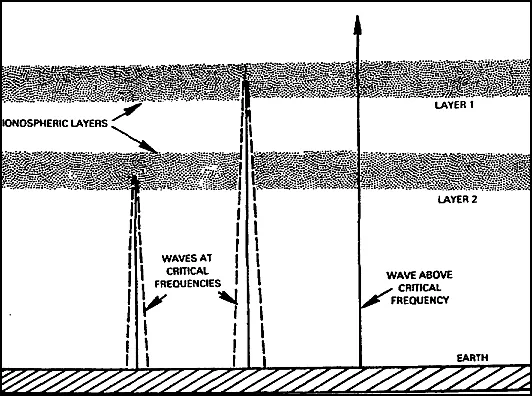 LAYER 1
IONOSPHERIC LAYERS
LAYER 2
WAVES AT
CRITICAL
FREQUENCIES
WAVE ABOVE
CRITICAL
FREQUENCY
EARTH